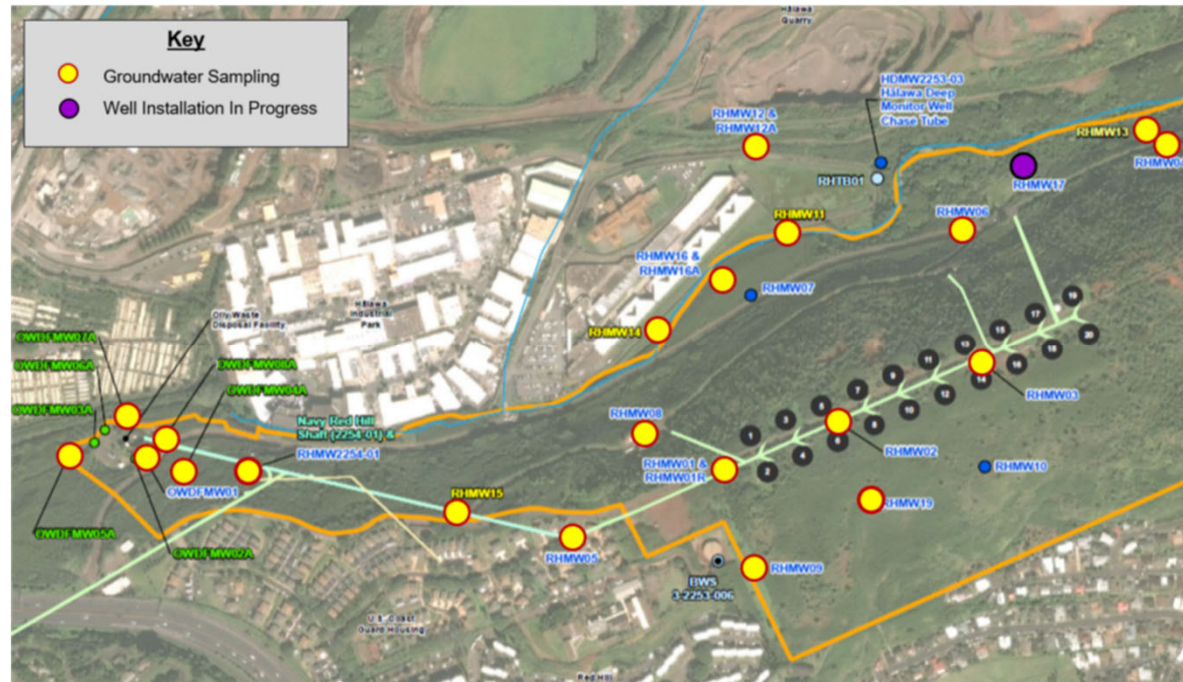 Key
Groundwater Sampling
Well Installation In Progress
Hālawa
Quarry
HDMW2253-03
Hālawa Deep
Monitor Well
Chase Tube
RHMW12 &
RHMW12A
RHMW13
RHMW04
RHTB01
RHMW17
RHMW11
RHMW06
RHMW16 &
RHMW16A
RHMW07
Hālawa
Industrial
Park
Oily Waste
Disposal Facility
RHMW14
19
17
15
20
18
13
16
11
14
RHMW03
9
12
7
10
5
8
3
6
1
4
2
OWDFMW07A
OWDFMW08A
OWDFMW06A
OWDFMW04A
OWDFMW03A
Navy Red Hill
Shaft (2254-01) &
RHMW2254-01
RHMW08
RHMW02
RHMW01 &
RHMW01R
RHMW10
OWDFMW01
RHMW15
RHMW19
OWDFMW05A
OWDFMW02A
RHMW05
RHMW09
BWS
3-2253-006
U.S. Coast
Guard Housing
Red Hill